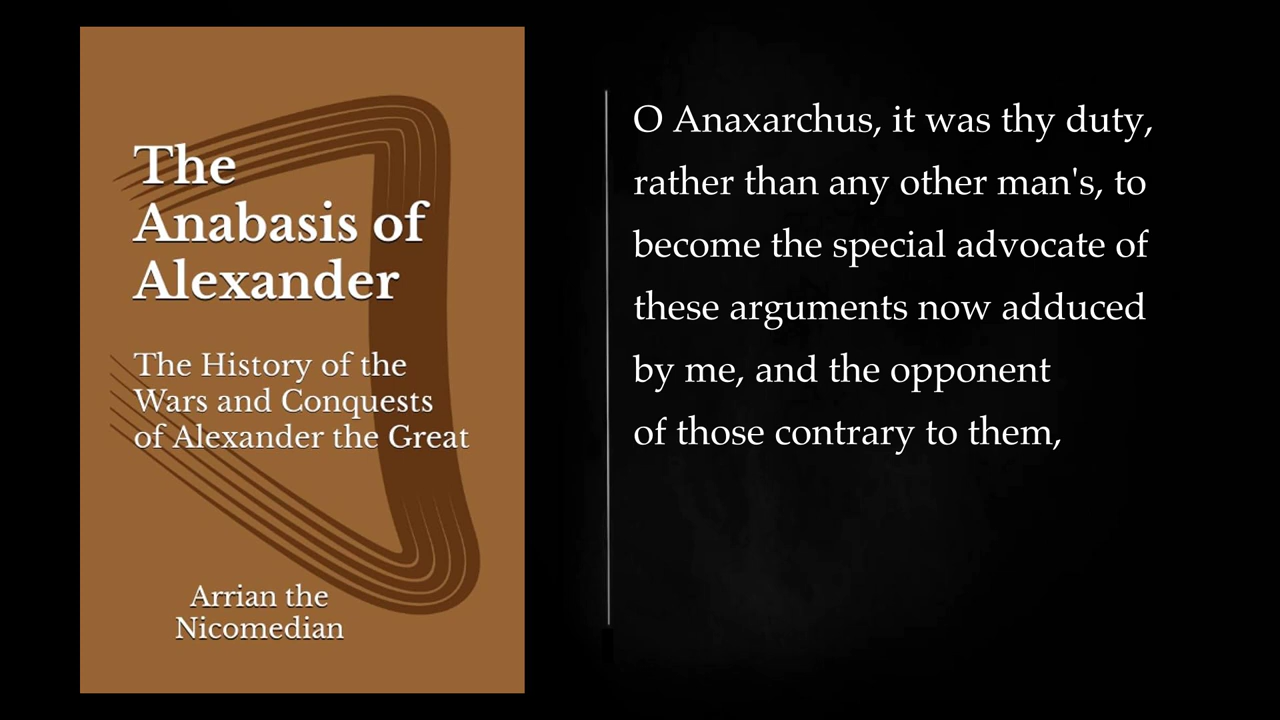 The
Anabasis of
Alexander
The History of the
Wars and Conquests
of Alexander the Great
Arrian the
Nicomedian
O Anaxarchus, it was thy duty,
rather than any other man's, to
become the special advocate of
these arguments now adduced
by me, and the opponent
of those contrary to them,